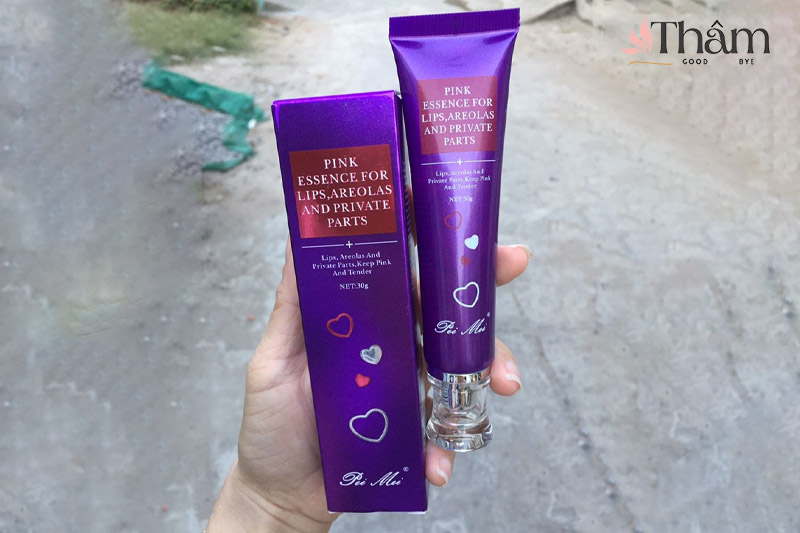 Thâm
GOOD BYE
PINK
ESSENCE FOR
LIPS,AREOLAS
AND PRIVATE
PARTS
Lips, Areolas And
Private Parts,Keep Pink
And Tender
NET:30g
Pei Mei®
PINK
ESSENCE FOR
LIPS,AREOLAS
AND PRIVATE
PARTS
Lips, Areolas And
Private Parts,Keep Pink
And Tender
NET:30g
Pei Mei®